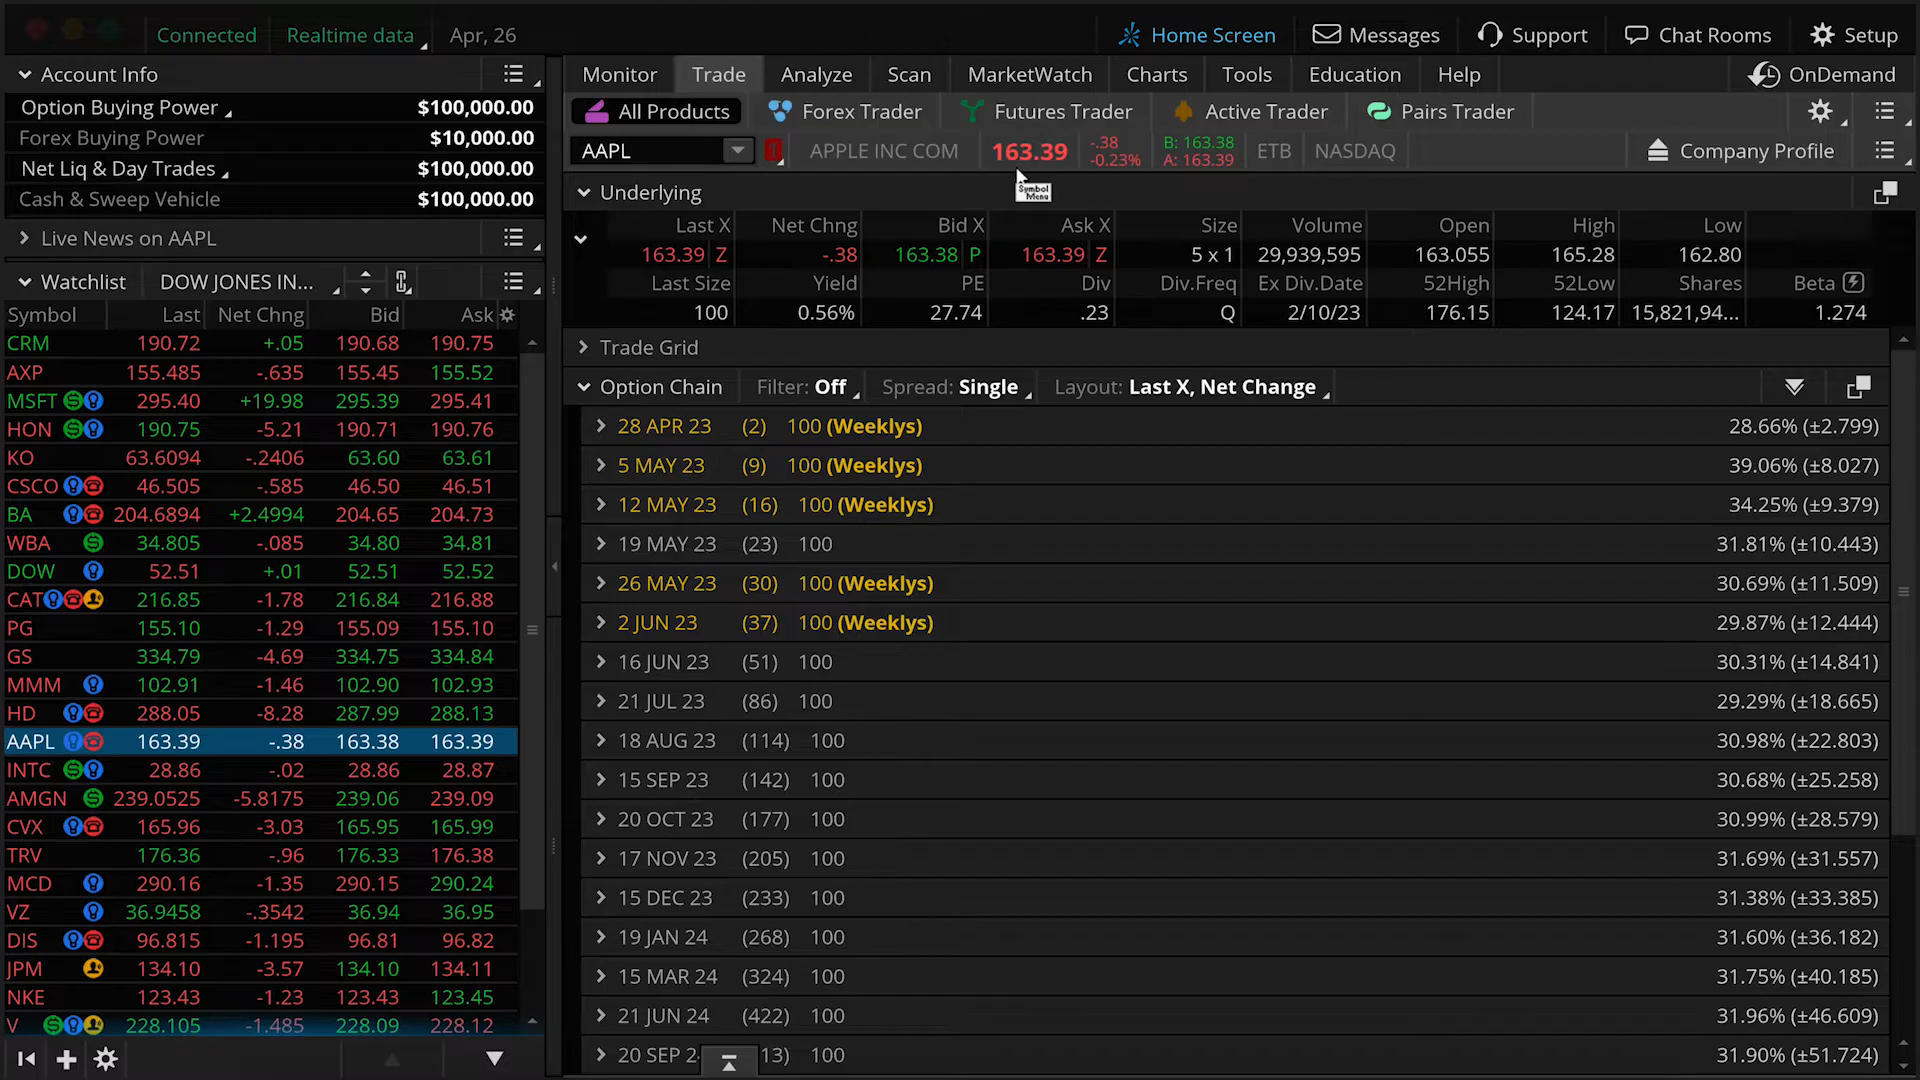 Connected Realtime data Apr, 26 Home Screen Messages Support Chat Rooms Setup
Account Info
Option Buying Power $100,000.00
Forex Buying Power $10,000.00
Net Liq & Day Trades $100,000.00
Cash & Sweep Vehicle $100,000.00
Live News on AAPL
Watchlist DOW JONES IN...
Symbol Last Net Chng Bid Ask
CRM 190.72 +.05 190.68 190.75
AXP 155.485 -.635 155.45 155.52
MSFT 295.40 +19.98 295.39 295.41
HON 190.75 -5.21 190.71 190.76
KO 63.6094 -.2406 63.60 63.61
CSCO 46.505 -.585 46.50 46.51
BA 204.6894 +2.4994 204.65 204.73
WBA 34.805 -.085 34.80 34.81
DOW 52.51 +.01 52.51 52.52
CAT 216.85 -1.78 216.84 216.88
PG 155.10 -1.29 155.09 155.10
GS 334.79 -4.69 334.75 334.84
MMM 102.91 -1.46 102.90 102.93
HD 288.05 -8.28 287.99 288.13
AAPL 163.39 -.38 163.38 163.39
INTC 28.86 -.02 28.86 28.87
AMGN 239.0525 -5.8175 239.06 239.09
CVX 165.96 -3.03 165.95 165.99
TRV 176.36 -.96 176.33 176.38
MCD 290.16 -1.35 290.15 290.24
VZ 36.9458 -.3542 36.94 36.95
DIS 96.815 -1.195 96.81 96.82
JPM 134.10 -3.57 134.10 134.11
NKE 123.43 -1.23 123.43 123.45
V 228.105 -1.485 228.09 228.12
Monitor Trade Analyze Scan MarketWatch Charts Tools Education Help OnDemand
All Products Forex Trader Futures Trader Active Trader Pairs Trader
AAPL APPLE INC COM 163.39 -.38 -0.23% B: 163.38 A: 163.39 ETB NASDAQ Company Profile
Symbol Menu
Underlying
Last X Net Chng Bid X Ask X Size Volume Open High Low
163.39 Z -.38 163.38 P 163.39 Z 5 x 1 29,939,595 163.055 165.28 162.80
Last Size Yield PE Div Div.Freq Ex Div.Date 52High 52Low Shares Beta
100 0.56% 27.74 .23 Q 2/10/23 176.15 124.17 15,821,94... 1.274
Trade Grid
Option Chain Filter: Off Spread: Single Layout: Last X, Net Change
28 APR 23 (2) 100 (Weeklys) 28.66% (±2.799)
5 MAY 23 (9) 100 (Weeklys) 39.06% (±8.027)
12 MAY 23 (16) 100 (Weeklys) 34.25% (±9.379)
19 MAY 23 (23) 100 31.81% (±10.443)
26 MAY 23 (30) 100 (Weeklys) 30.69% (±11.509)
2 JUN 23 (37) 100 (Weeklys) 29.87% (±12.444)
16 JUN 23 (51) 100 30.31% (±14.841)
21 JUL 23 (86) 100 29.29% (±18.665)
18 AUG 23 (114) 100 30.98% (±22.803)
15 SEP 23 (142) 100 30.68% (±25.258)
20 OCT 23 (177) 100 30.99% (±28.579)
17 NOV 23 (205) 100 31.69% (±31.557)
15 DEC 23 (233) 100 31.38% (±33.385)
19 JAN 24 (268) 100 31.60% (±36.182)
15 MAR 24 (324) 100 31.75% (±40.185)
21 JUN 24 (422) 100 31.96% (±46.609)
20 SEP 2 13) 100 31.90% (±51.724)